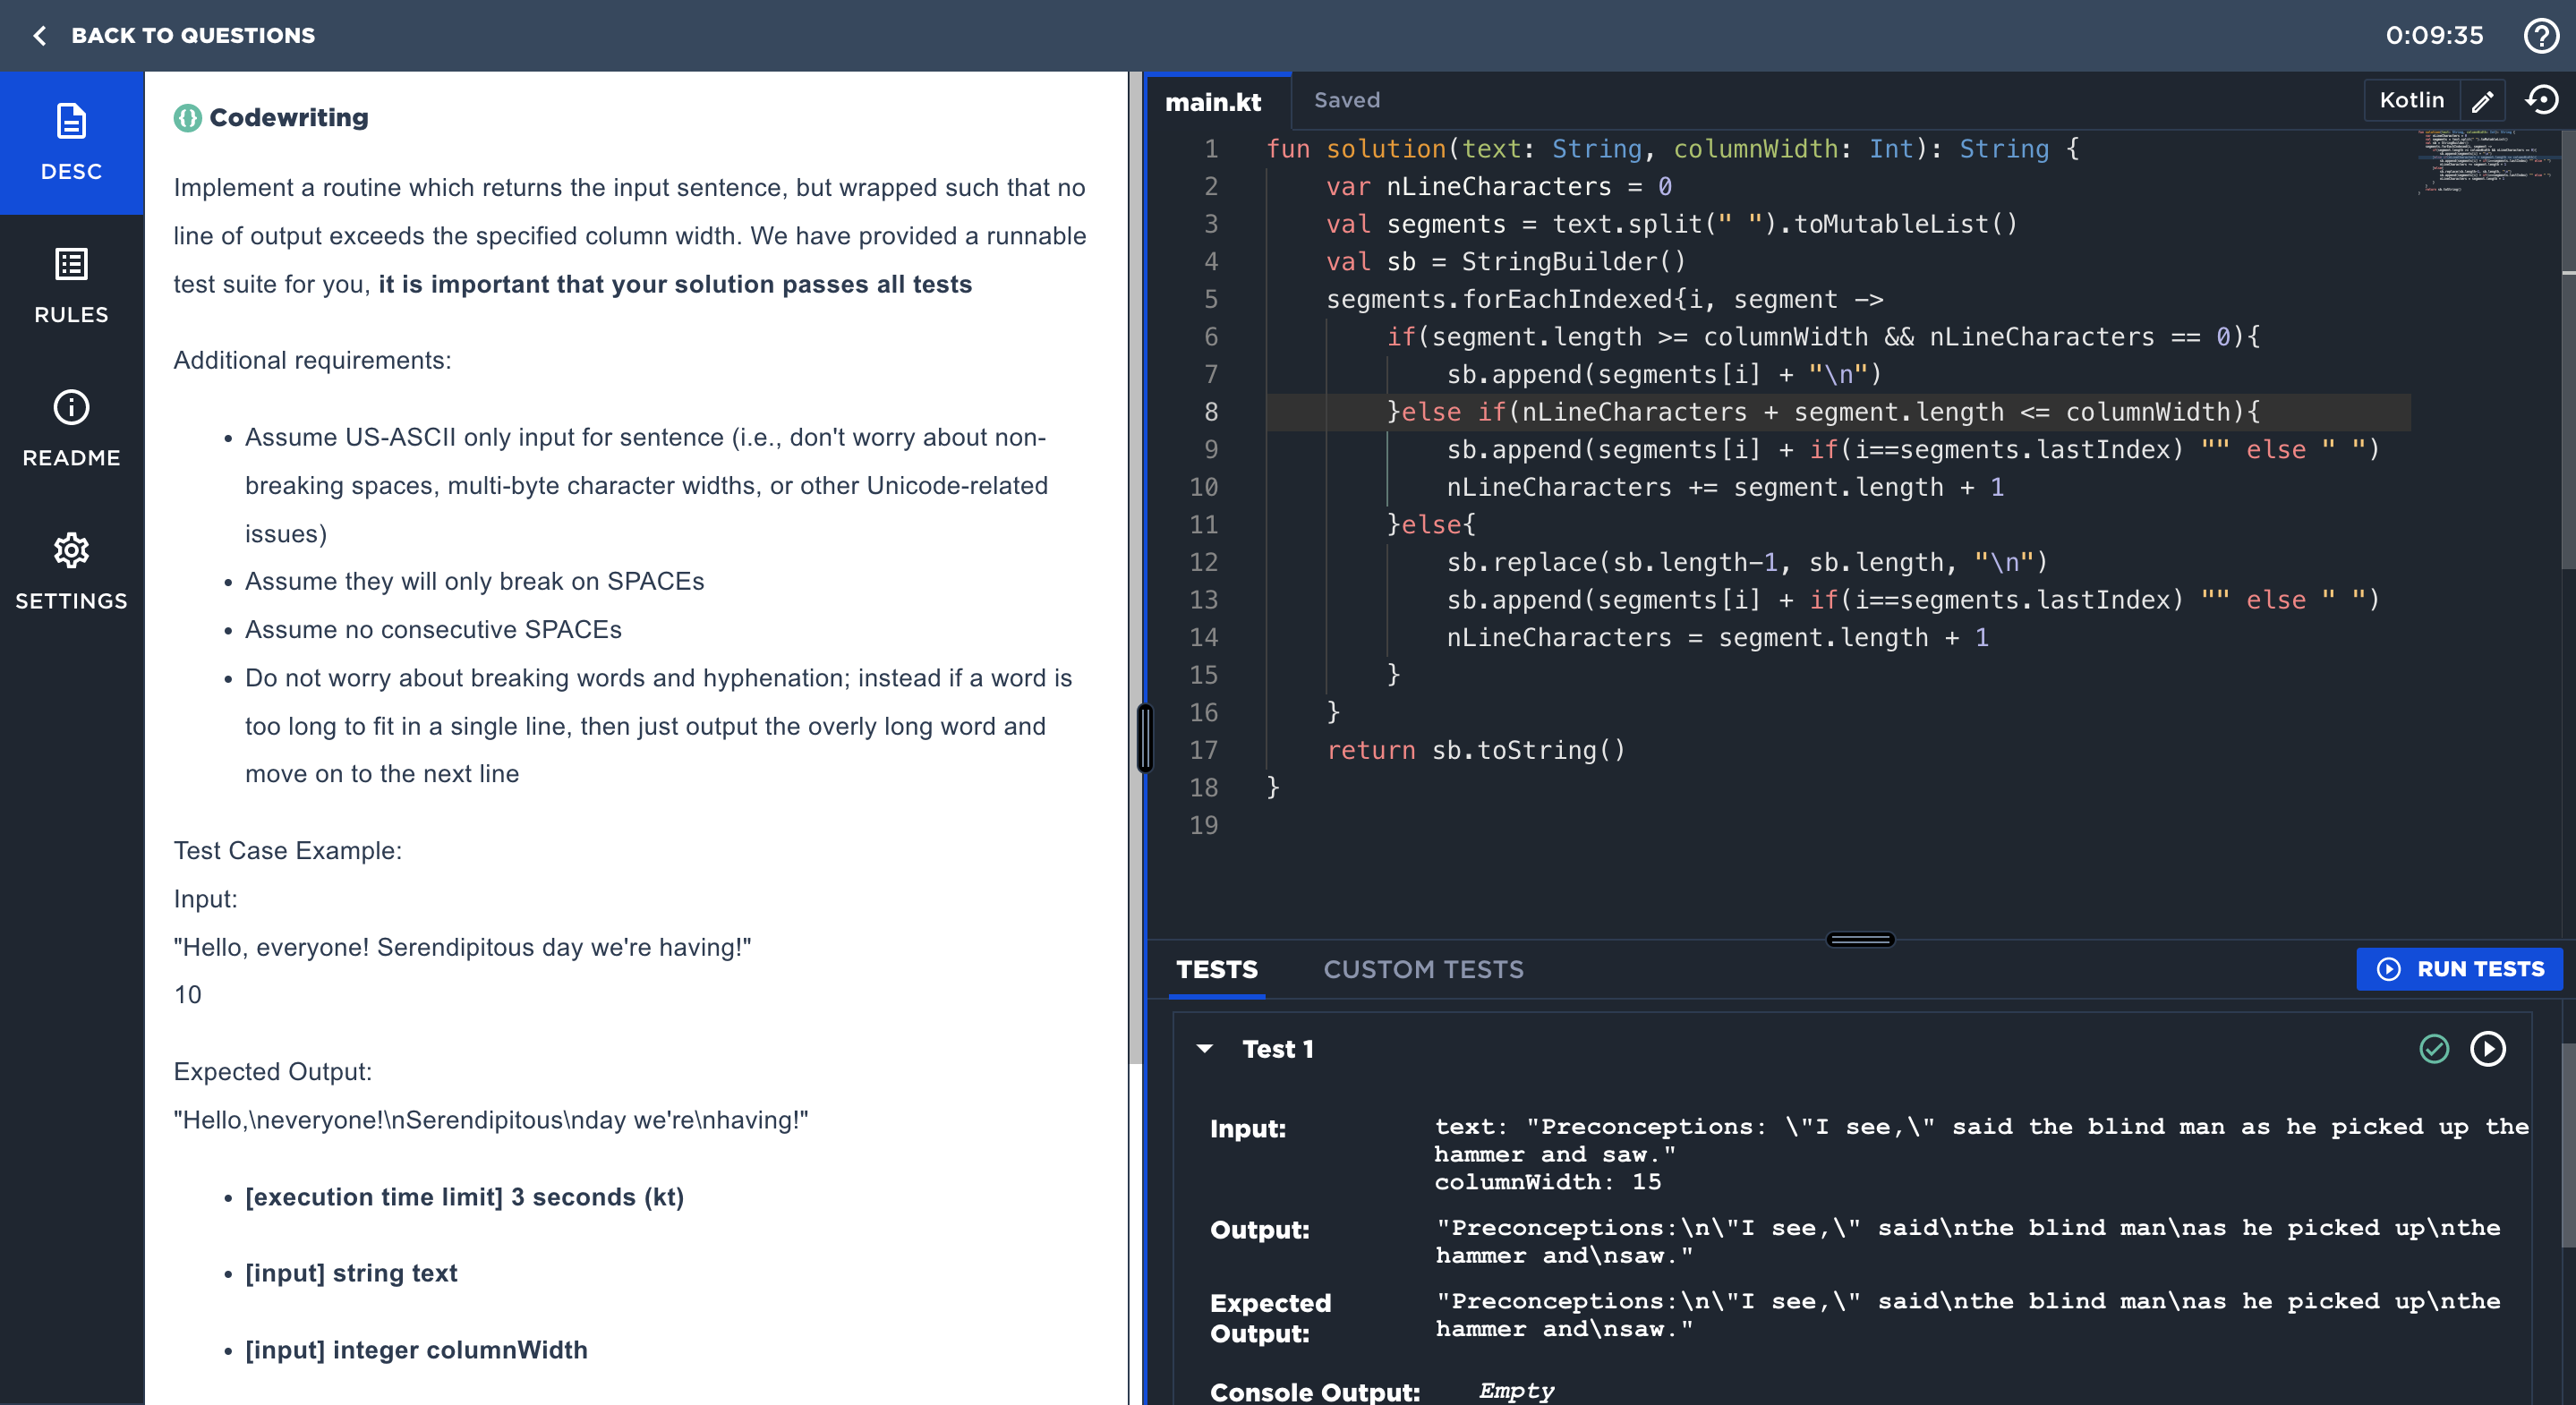 BACK TO QUESTIONS
0:09:35
DESC
RULES
README
SETTINGS
Codewriting
Implement a routine which returns the input sentence, but wrapped such that no
line of output exceeds the specified column width. We have provided a runnable
test suite for you, it is important that your solution passes all tests
Additional requirements:
• Assume US-ASCII only input for sentence (i.e., don't worry about non-
breaking spaces, multi-byte character widths, or other Unicode-related
issues)
• Assume they will only break on SPACEs
• Assume no consecutive SPACEs
• Do not worry about breaking words and hyphenation; instead if a word is
too long to fit in a single line, then just output the overly long word and
move on to the next line
Test Case Example:
Input:
"Hello, everyone! Serendipitous day we're having!"
10
Expected Output:
"Hello,\neveryone!\nSerendipitous\nday we're\nhaving!"
• [execution time limit] 3 seconds (kt)
• [input] string text
• [input] integer columnWidth
main.kt
Saved
Kotlin
1 fun solution(text: String, columnWidth: Int): String {
2     var nLineCharacters = 0
3     val segments = text.split(" ").toMutableList()
4     val sb = StringBuilder()
5     segments.forEachIndexed{i, segment ->
6         if(segment.length >= columnWidth && nLineCharacters == 0){
7             sb.append(segments[i] + "\n")
8         }else if(nLineCharacters + segment.length <= columnWidth){
9             sb.append(segments[i] + if(i==segments.lastIndex) "" else " ")
10             nLineCharacters += segment.length + 1
11         }else{
12             sb.replace(sb.length-1, sb.length, "\n")
13             sb.append(segments[i] + if(i==segments.lastIndex) "" else " ")
14             nLineCharacters = segment.length + 1
15         }
16     }
17     return sb.toString()
18 }
19
TESTS
CUSTOM TESTS
RUN TESTS
Test 1
Input:
text: "Preconceptions: \"I see,\" said the blind man as he picked up the
hammer and saw."
columnWidth: 15
Output:
"Preconceptions:\n\"I see,\" said\nthe blind man\nas he picked up\nthe
hammer and\nsaw."
Expected
Output:
"Preconceptions:\n\"I see,\" said\nthe blind man\nas he picked up\nthe
hammer and\nsaw."
Console Output:
Empty